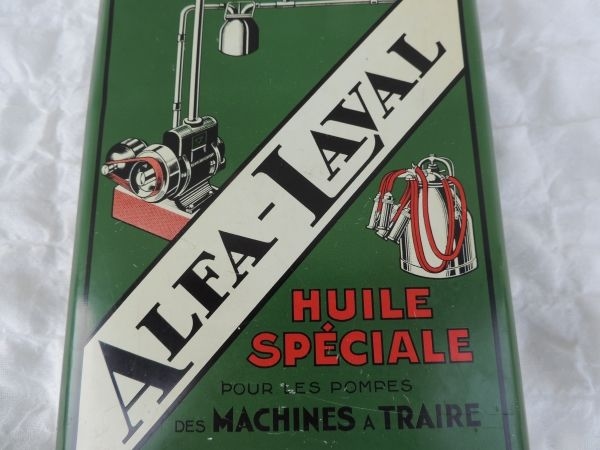 ALFA-LAVAL
HUILE
SPÉCIALE
POUR LES POMPES
DES MACHINES A TRAIRE